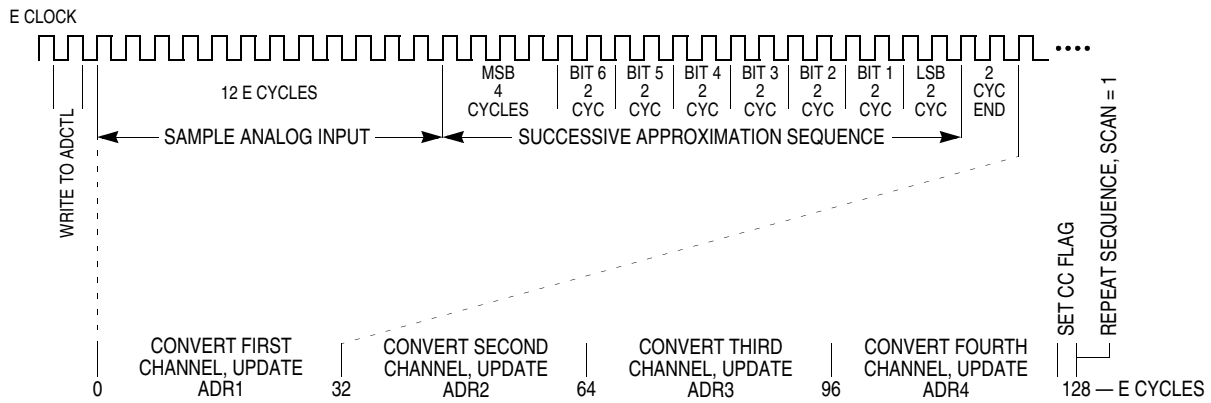 E CLOCK
WRITE TO ADCTL
12 E CYCLES
SAMPLE ANALOG INPUT
MSB
4
CYCLES
BIT 6
2
CYC
BIT 5
2
CYC
BIT 4
2
CYC
BIT 3
2
CYC
BIT 2
2
CYC
BIT 1
2
CYC
LSB
2
CYC
2
CYC
END
SUCCESSIVE APPROXIMATION SEQUENCE
SET CC FLAG
REPEAT SEQUENCE, SCAN = 1
CONVERT FIRST
CHANNEL, UPDATE
ADR1
CONVERT SECOND
CHANNEL, UPDATE
ADR2
CONVERT THIRD
CHANNEL, UPDATE
ADR3
CONVERT FOURTH
CHANNEL, UPDATE
ADR4
0
32
64
96
128 — E CYCLES